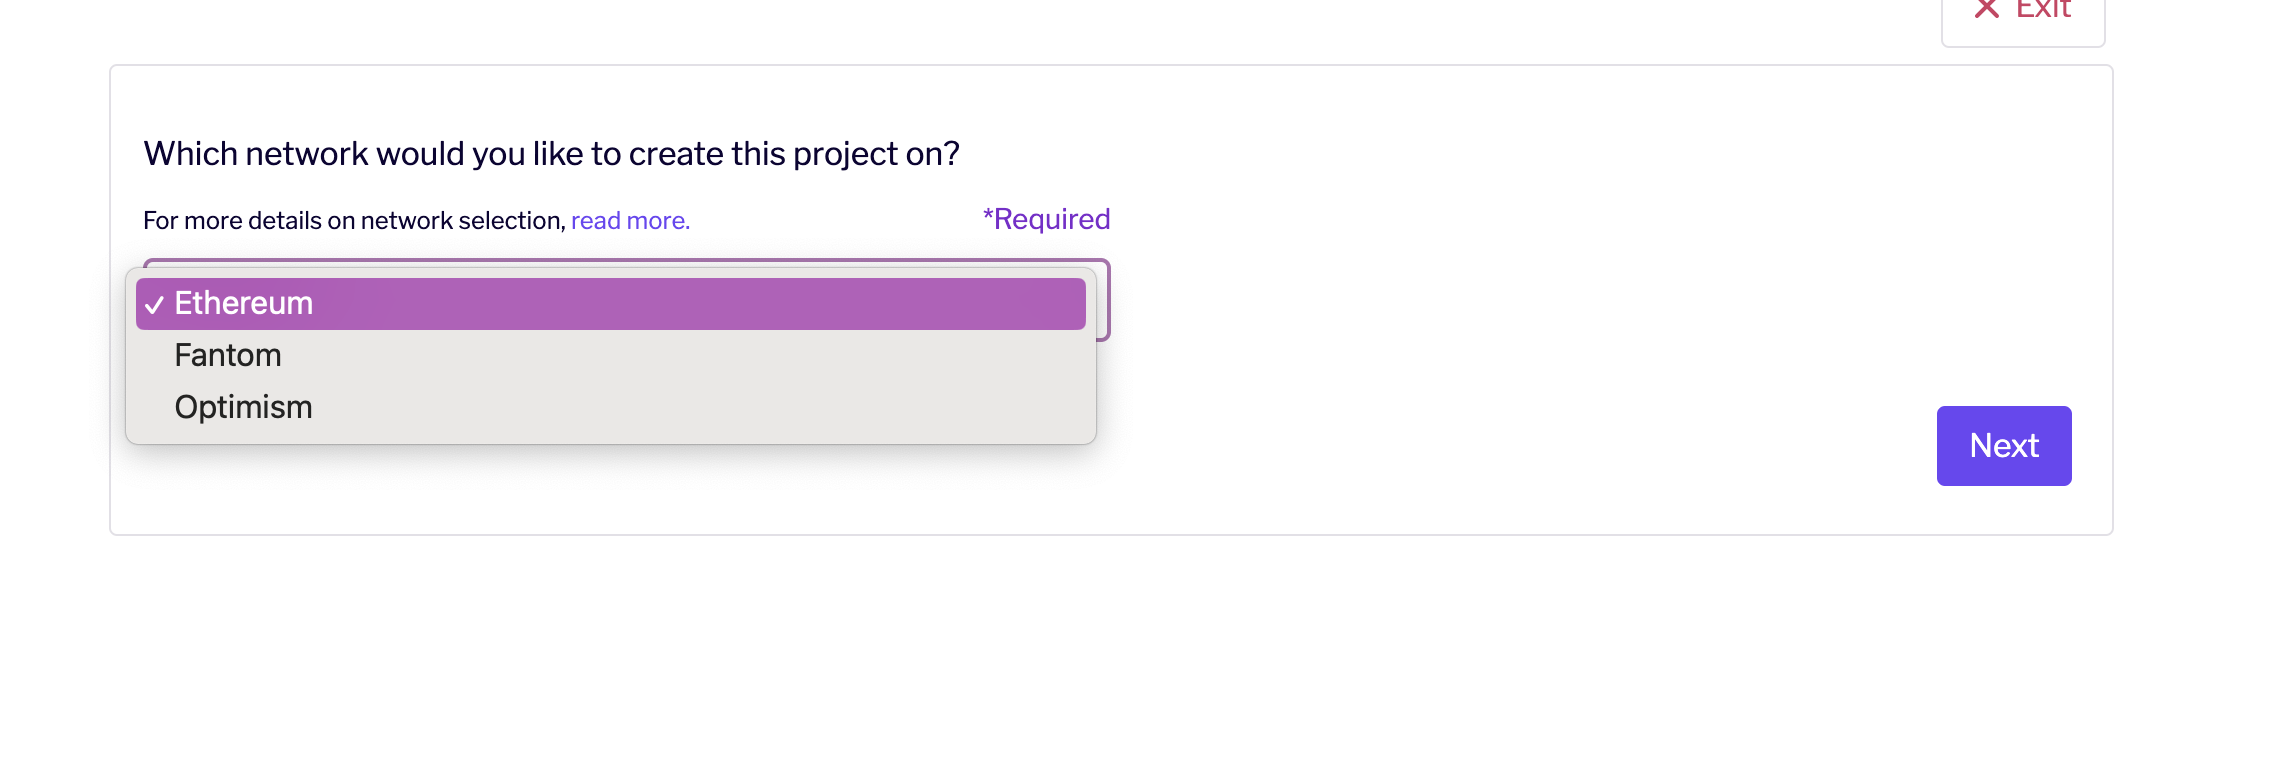 Exit
Which network would you like to create this project on?
For more details on network selection, read more.
*Required
Ethereum
Fantom
Optimism
Next